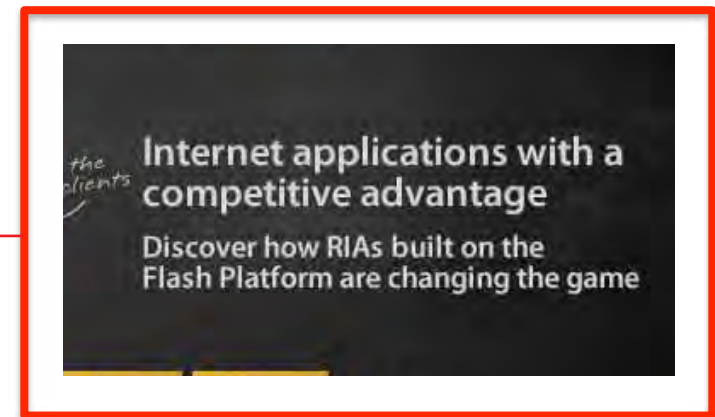 the
clients
Internet applications with a
competitive advantage
Discover how RIAs built on the
Flash Platform are changing the game